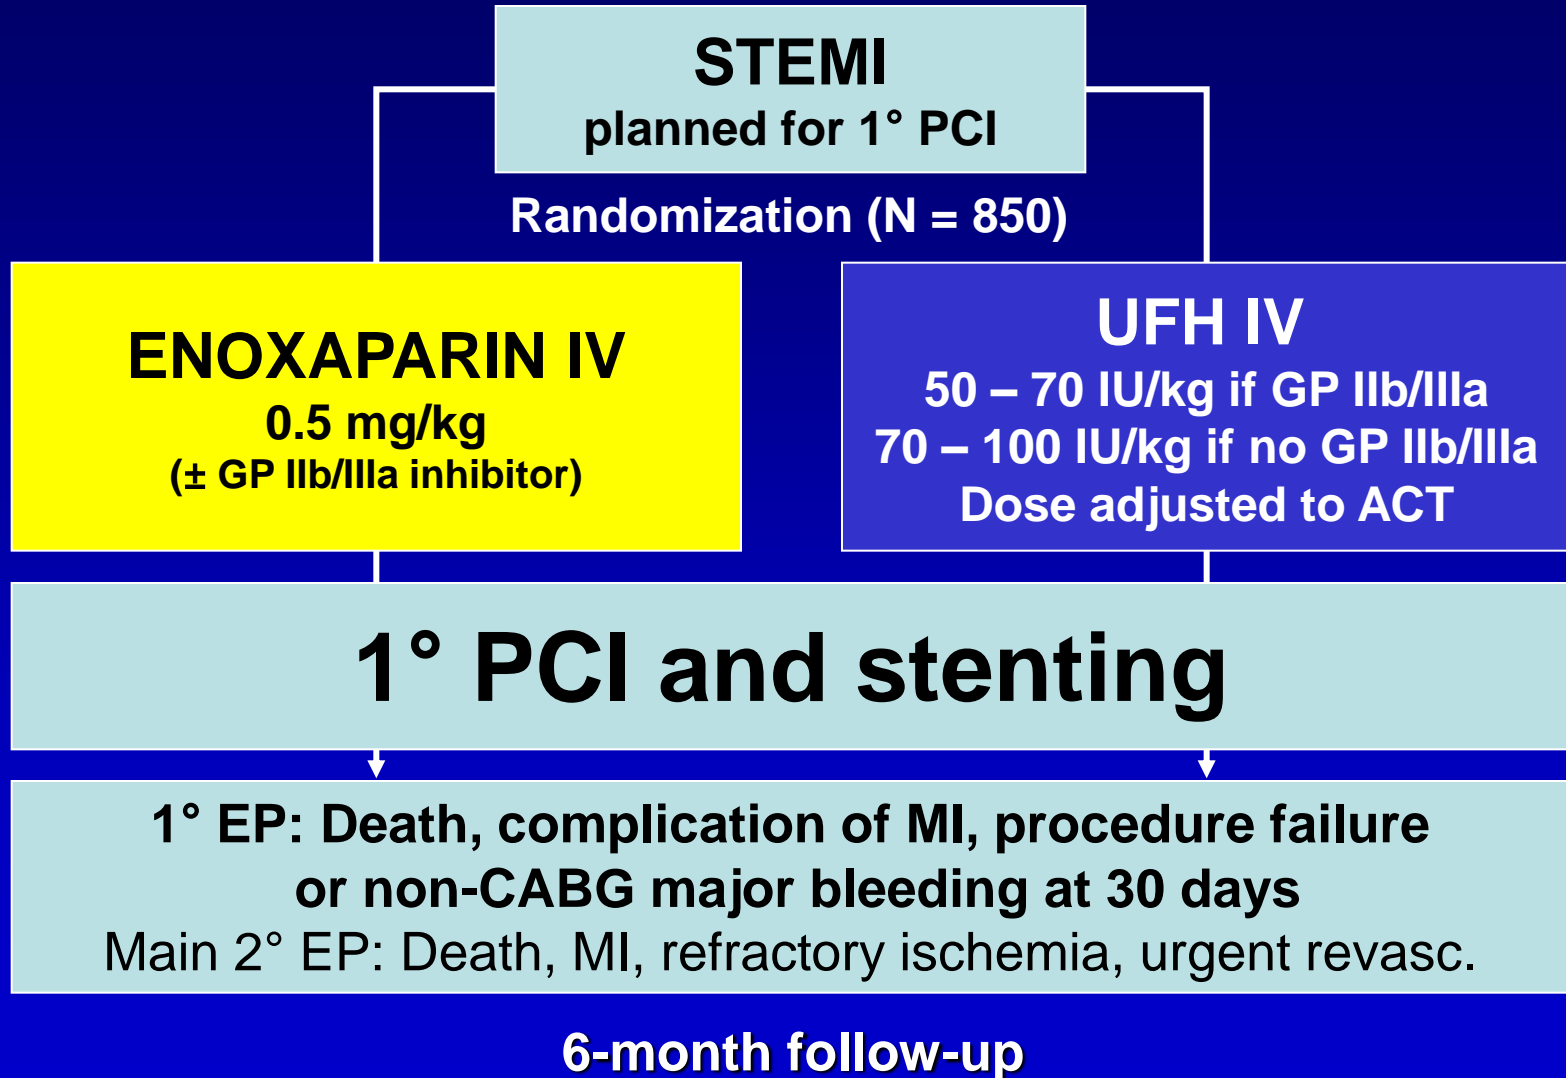 STEMI
planned for 1° PCI
Randomization (N = 850)
ENOXAPARIN IV
0.5 mg/kg
(± GP IIb/IIIa inhibitor)
UFH IV
50 – 70 IU/kg if GP IIb/IIIa
70 – 100 IU/kg if no GP IIb/IIIa
Dose adjusted to ACT
1° PCI and stenting
1° EP: Death, complication of MI, procedure failure
or non-CABG major bleeding at 30 days
Main 2° EP: Death, MI, refractory ischemia, urgent revasc.
6-month follow-up